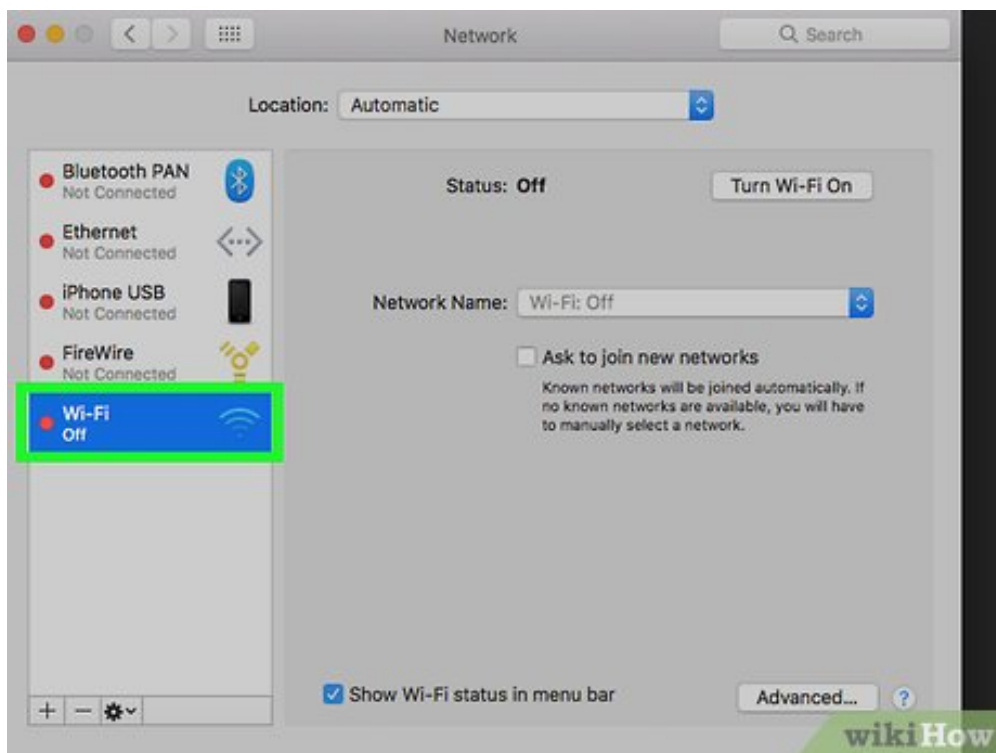 Network
Search
Location: Automatic
Bluetooth PAN
Not Connected
Ethernet
Not Connected
iPhone USB
Not Connected
FireWire
Not Connected
Wi-Fi
Off
Status: Off
Turn Wi-Fi On
Network Name: Wi-Fi: Off
Ask to join new networks
Known networks will be joined automatically. If
no known networks are available, you will have
to manually select a network.
Show Wi-Fi status in menu bar
Advanced...
?
wikiHow